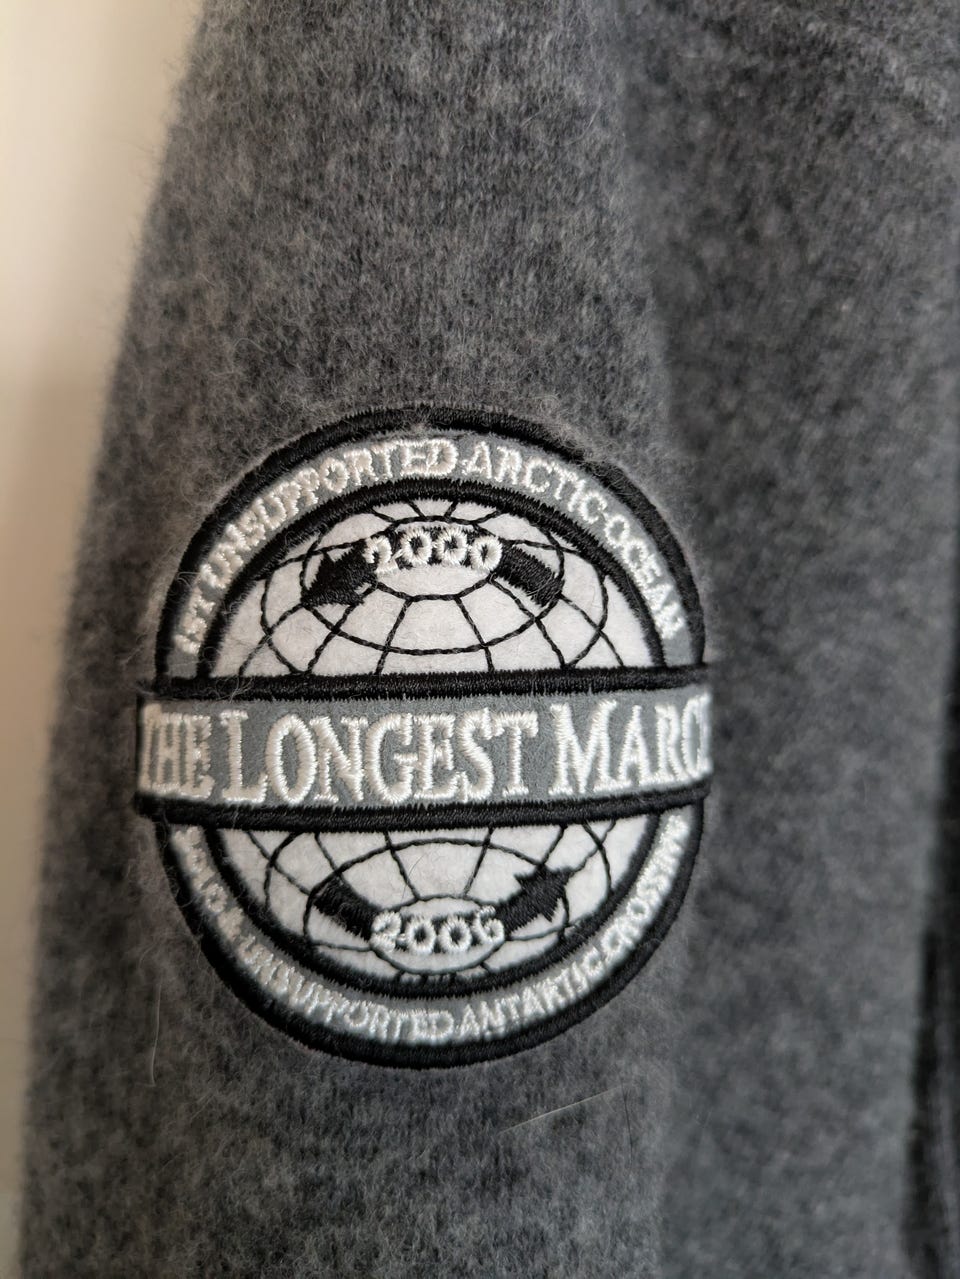 1ST UNSUPPORTED ARCTIC OCEAN
2000
THE LONGEST MARCH
2006
& UNSUPPORTED ANTARTIC CROSSING